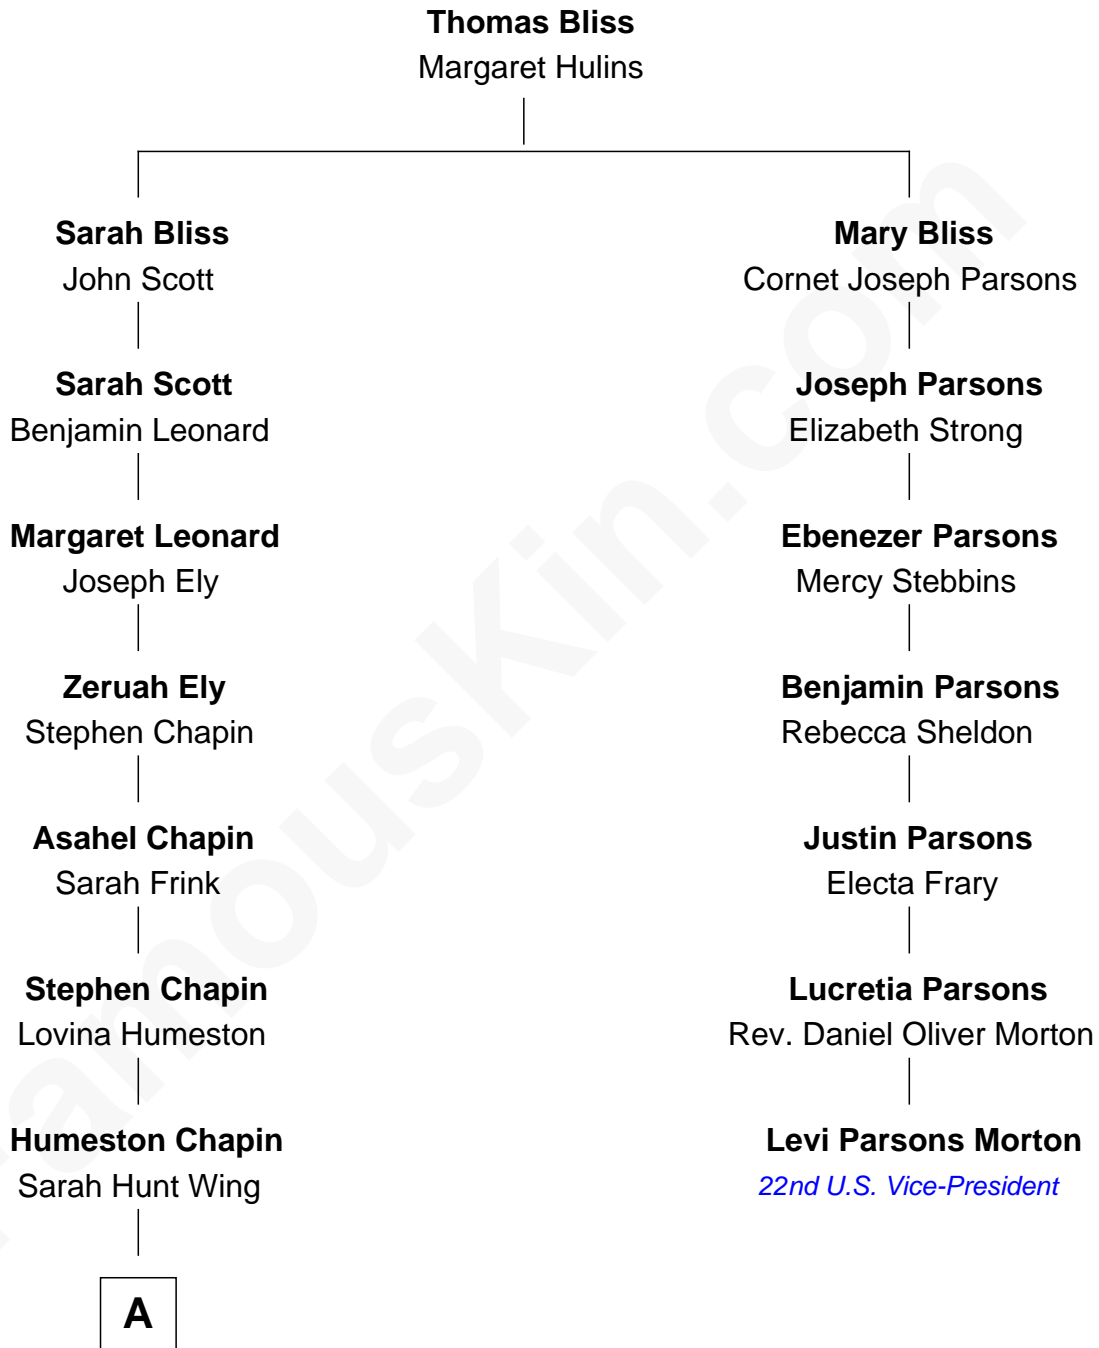 Thomas Bliss
Margaret Hulins
Sarah Bliss
John Scott
Mary Bliss
Cornet Joseph Parsons
Sarah Scott
Benjamin Leonard
Joseph Parsons
Elizabeth Strong
Margaret Leonard
Joseph Ely
Ebenezer Parsons
Mercy Stebbins
Zeruah Ely
Stephen Chapin
Benjamin Parsons
Rebecca Sheldon
Asahel Chapin
Sarah Frink
Justin Parsons
Electa Frary
Stephen Chapin
Lovina Humeston
Lucretia Parsons
Rev. Daniel Oliver Morton
Humeston Chapin
Sarah Hunt Wing
Levi Parsons Morton
22nd U.S. Vice-President
A
FamousKin.com